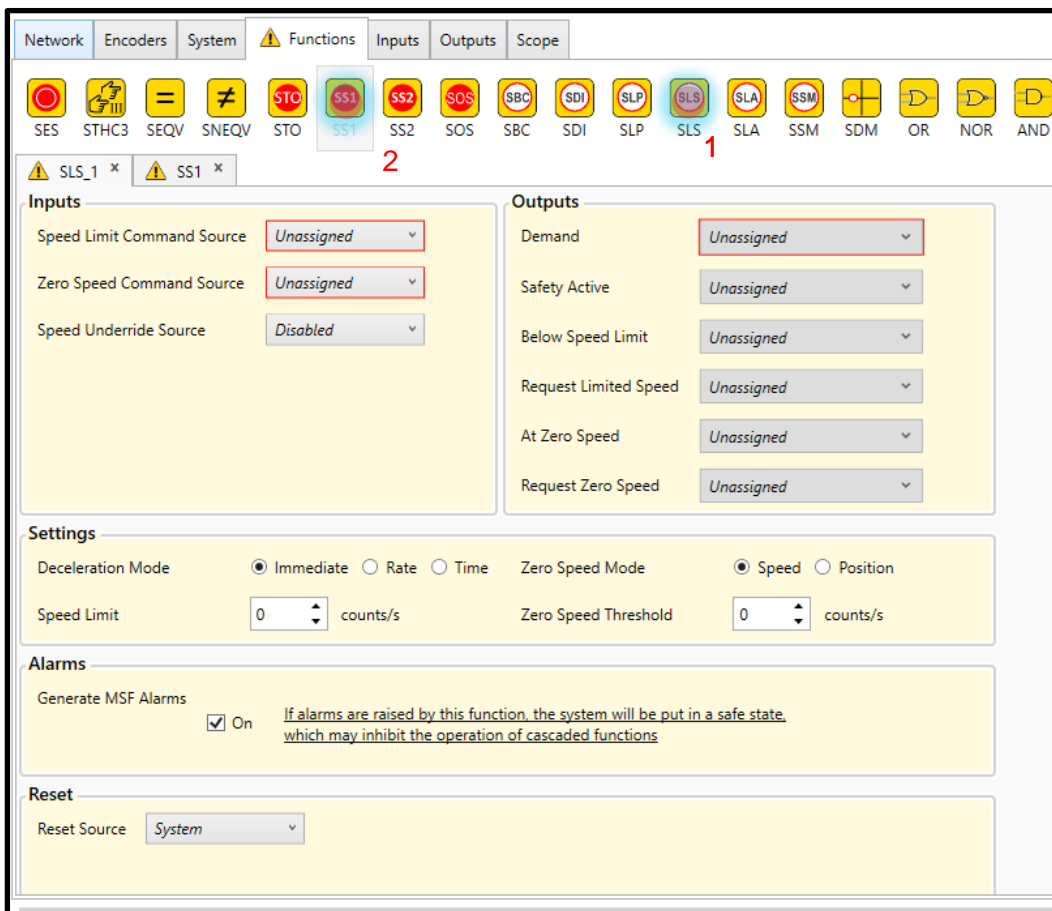 Network Encoders System Functions Inputs Outputs Scope
STO SS1 SS2 SOS SBC SDI SLP SLS SLA SSM
SES STHC3 SEQV SNEQV STO SS1 SS2 SOS SBC SDI SLP SLS SLA SSM SDM OR NOR AND
2 1
SLS_1 × SS1 ×
Inputs
Speed Limit Command Source Unassigned
Zero Speed Command Source Unassigned
Speed Underride Source Disabled
Outputs
Demand Unassigned
Safety Active Unassigned
Below Speed Limit Unassigned
Request Limited Speed Unassigned
At Zero Speed Unassigned
Request Zero Speed Unassigned
Settings
Deceleration Mode Immediate Rate Time Zero Speed Mode Speed Position
Speed Limit 0 counts/s Zero Speed Threshold 0 counts/s
Alarms
Generate MSF Alarms
On
If alarms are raised by this function, the system will be put in a safe state,
which may inhibit the operation of cascaded functions
Reset
Reset Source System